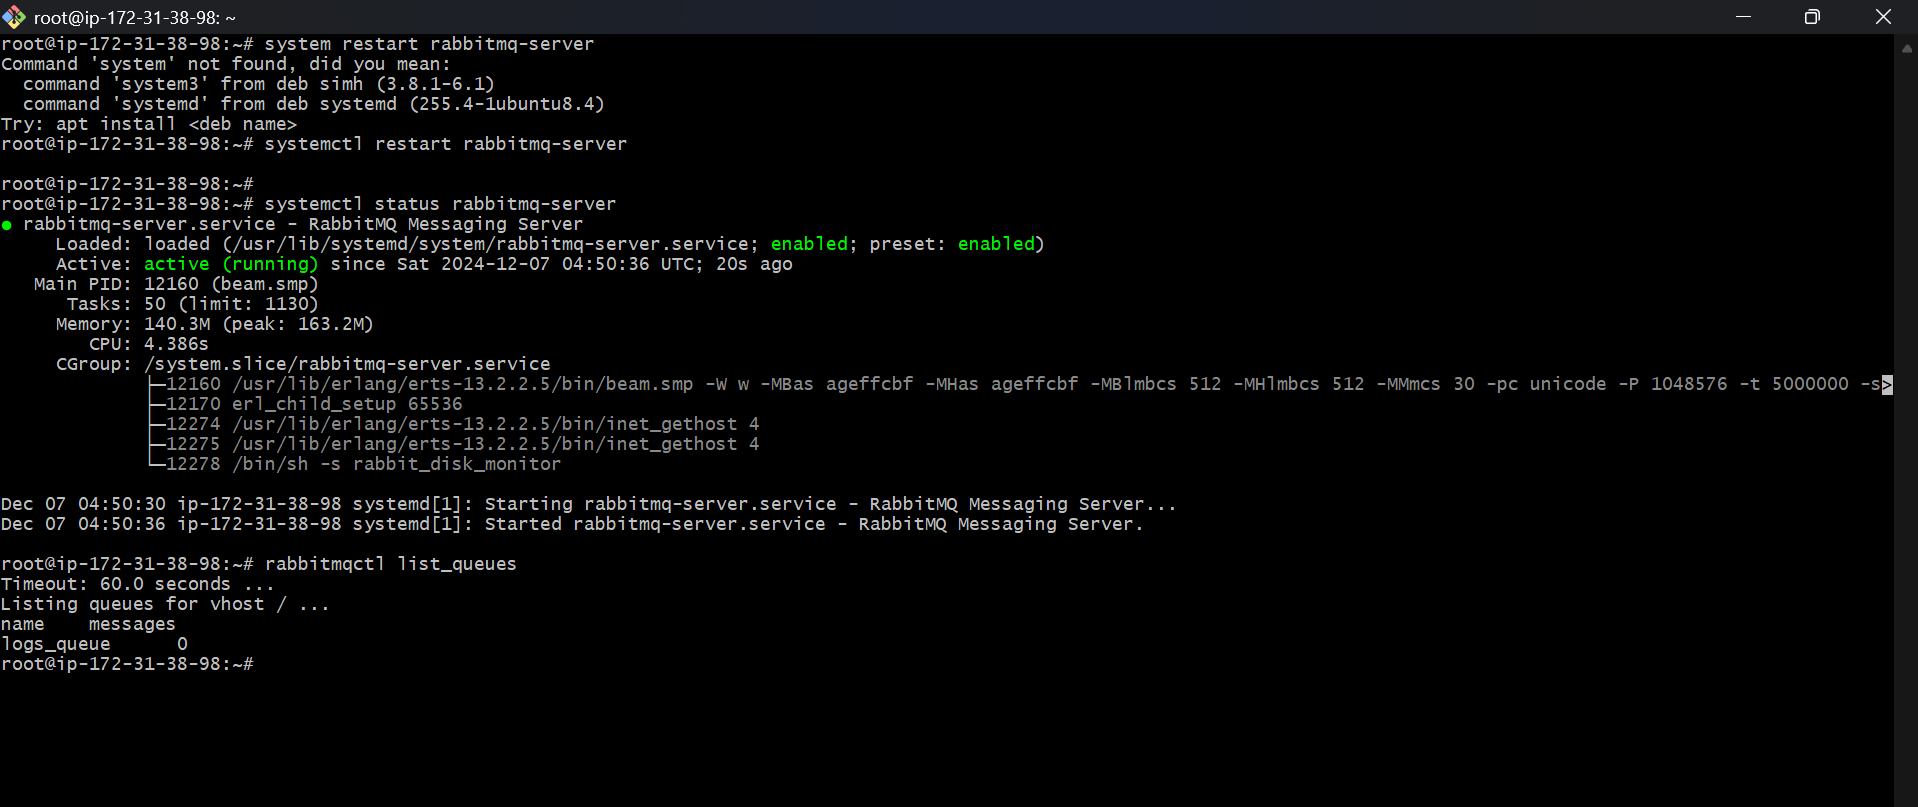 root@ip-172-31-38-98: ~
root@ip-172-31-38-98:~# system restart rabbitmq-server
Command 'system' not found, did you mean:
  command 'system3' from deb simh (3.8.1-6.1)
  command 'systemd' from deb systemd (255.4-1ubuntu8.4)
Try: apt install <deb name>
root@ip-172-31-38-98:~# systemctl restart rabbitmq-server
root@ip-172-31-38-98:~#
root@ip-172-31-38-98:~# systemctl status rabbitmq-server
● rabbitmq-server.service - RabbitMQ Messaging Server
     Loaded: loaded (/usr/lib/systemd/system/rabbitmq-server.service; enabled; preset: enabled)
     Active: active (running) since Sat 2024-12-07 04:50:36 UTC; 20s ago
   Main PID: 12160 (beam.smp)
      Tasks: 50 (limit: 1130)
     Memory: 140.3M (peak: 163.2M)
        CPU: 4.386s
     CGroup: /system.slice/rabbitmq-server.service
             ├─12160 /usr/lib/erlang/erts-13.2.2.5/bin/beam.smp -W w -MBas ageffcbf -MHas ageffcbf -MBlmbcs 512 -MHlmbcs 512 -MMmcs 30 -pc unicode -P 1048576 -t 5000000 -s>
             ├─12170 erl_child_setup 65536
             ├─12274 /usr/lib/erlang/erts-13.2.2.5/bin/inet_gethost 4
             ├─12275 /usr/lib/erlang/erts-13.2.2.5/bin/inet_gethost 4
             └─12278 /bin/sh -s rabbit_disk_monitor
Dec 07 04:50:30 ip-172-31-38-98 systemd[1]: Starting rabbitmq-server.service - RabbitMQ Messaging Server...
Dec 07 04:50:36 ip-172-31-38-98 systemd[1]: Started rabbitmq-server.service - RabbitMQ Messaging Server.
root@ip-172-31-38-98:~# rabbitmqctl list_queues
Timeout: 60.0 seconds ...
Listing queues for vhost / ...
name    messages
logs_queue      0
root@ip-172-31-38-98:~#